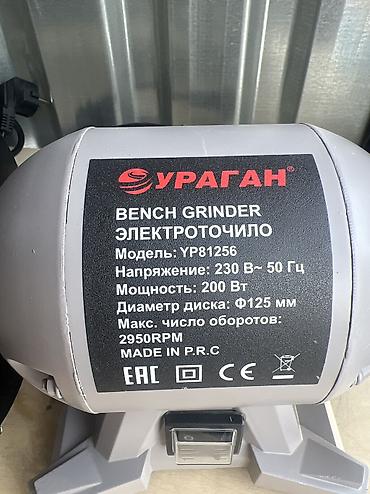 УРАГАН®
BENCH GRINDER
ЭЛЕКТРОТОЧИЛО
Модель: YP81256
Напряжение: 230 В~ 50 Гц
Мощность: 200 Вт
Диаметр диска: Ф125 мм
Макс. число оборотов:
2950RPM
MADE IN P.R.C
EAC CE